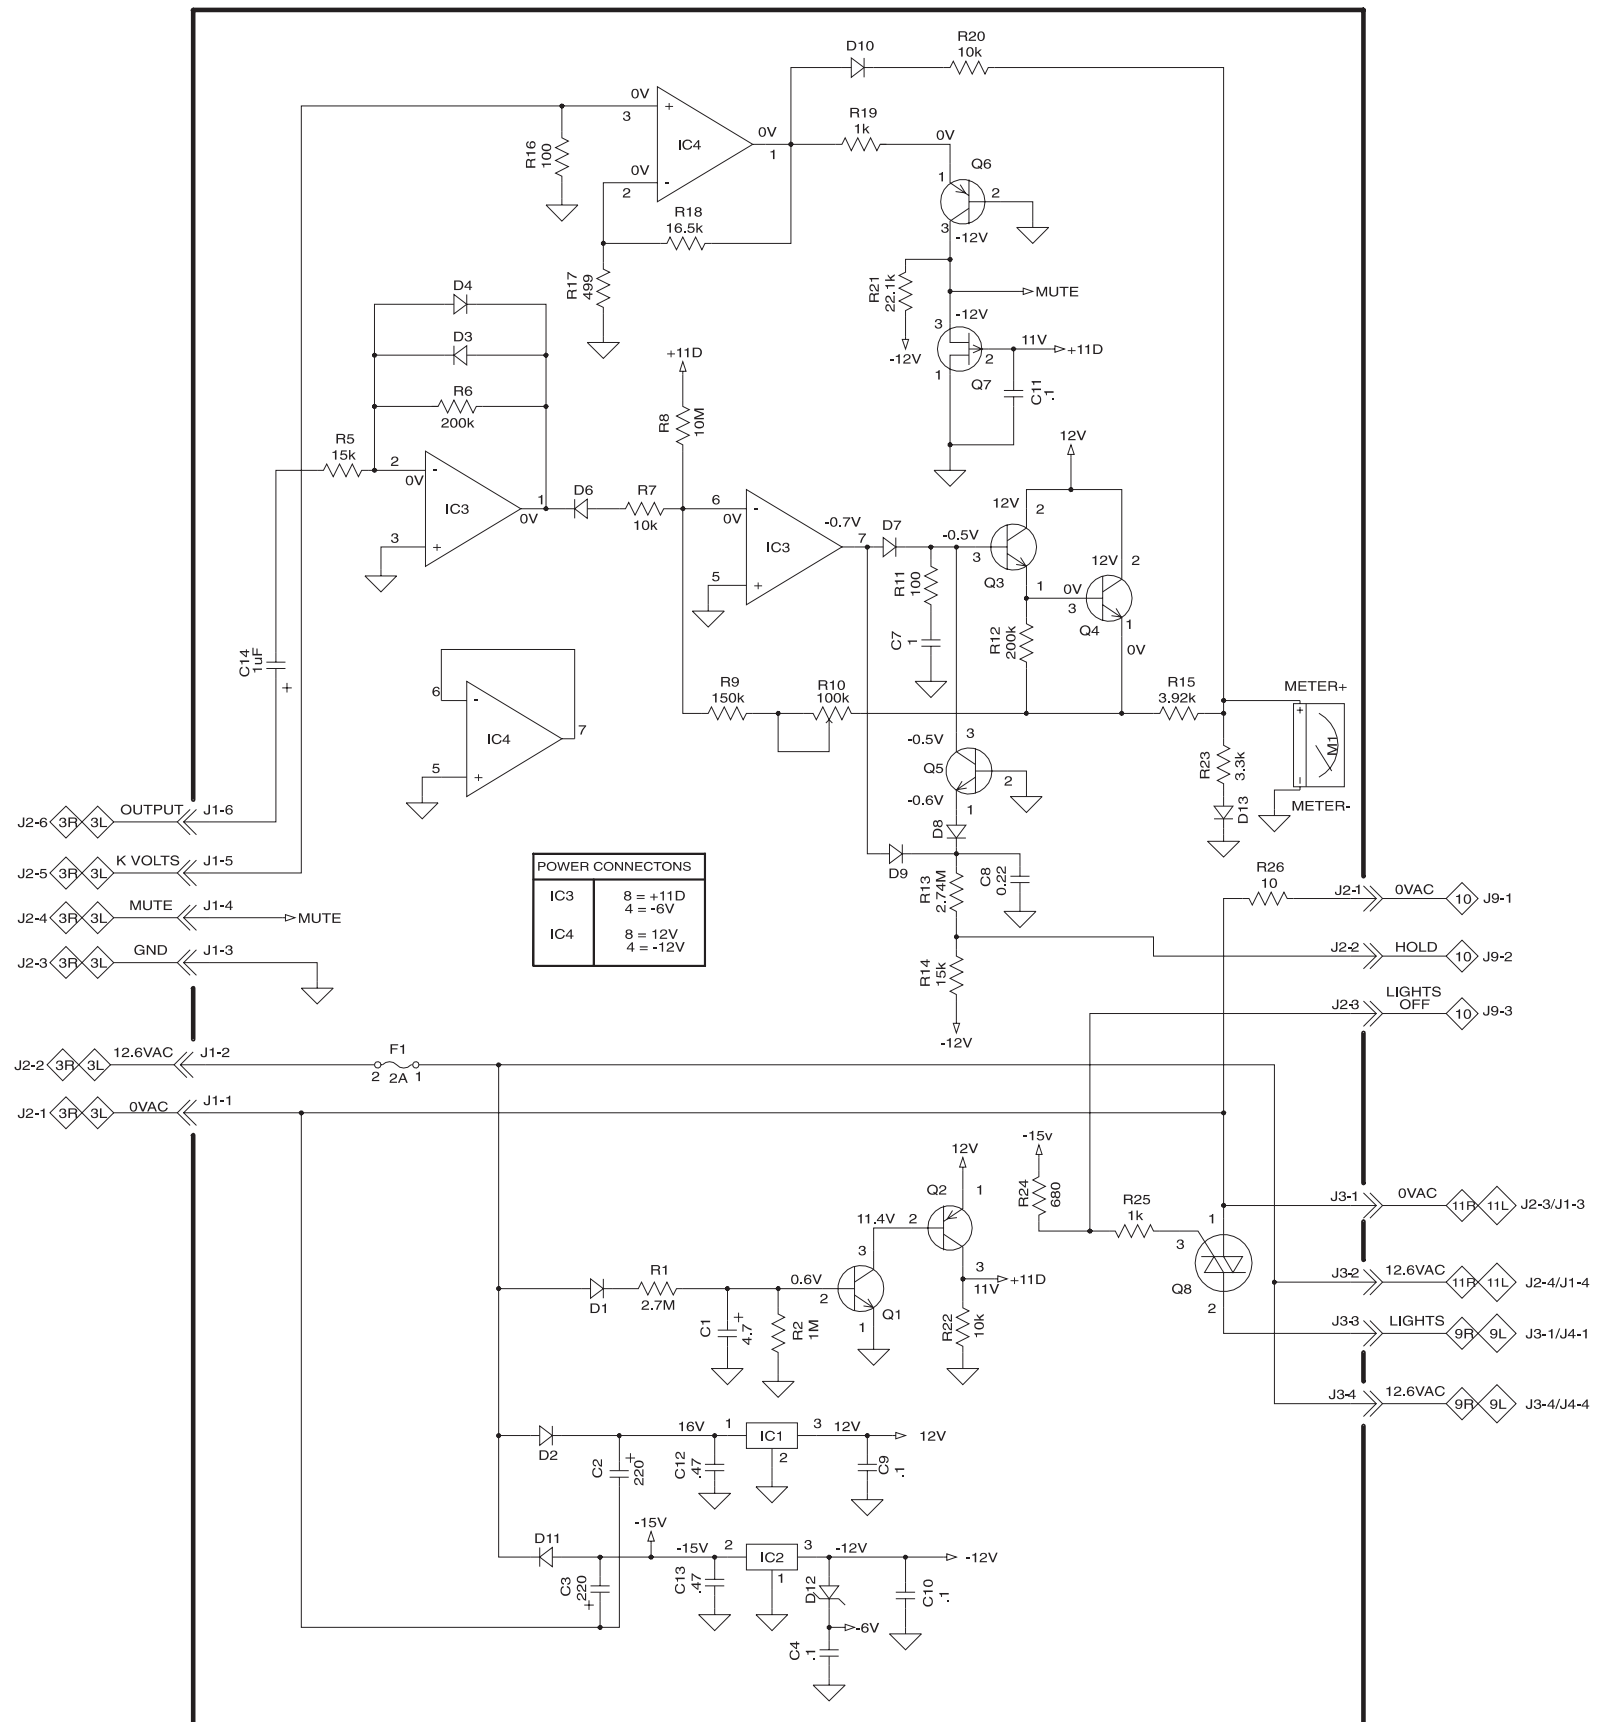 D10
R20
10k
0V
3
+
IC4
0V
1
R19
1k
0V
R16
100
0V
2
-
1
Q6
2
3
-12V
R18
16.5k
R17
499
R21
22.1k
-12V
MUTE
-12V
3
11V
+11D
2
1
Q7
C11
.1
D4
D3
R6
200k
+11D
R8
10M
R5
15k
2
-
0V
IC3
1
0V
3
+
D6
R7
10k
6
-
0V
IC3
-0.7V
7
5
+
D7
-0.5V
3
R11
100
C7
1
12V
12V
2
Q3
1
12V
2
0V
3
Q4
1
0V
R12
200k
C14
1uF
+
6
-
IC4
7
5
+
R9
150k
R10
100k
R15
3.92k
METER+
+
M1
-
METER-
R23
3.3k
D13
-0.5V
3
Q5
2
-0.6V
1
D8
D9
R13
2.74M
C8
0.22
R14
15k
-12V
J2-6 3R 3L OUTPUT J1-6
J2-5 3R 3L K VOLTS J1-5
J2-4 3R 3L MUTE J1-4 MUTE
J2-3 3R 3L GND J1-3
J2-2 3R 3L 12.6VAC J1-2
J2-1 3R 3L 0VAC J1-1
POWER CONNECTONS
IC3 8 = +11D
4 = -6V
IC4 8 = 12V
4 = -12V
R26
10
J2-1 0VAC 10 J9-1
J2-2 HOLD 10 J9-2
J2-3 LIGHTS
OFF 10 J9-3
F1
2 2A 1
-15v
R24
680
R25
1k
1
3
Q8
2
J3-1 0VAC 11R 11L J2-3/J1-3
J3-2 12.6VAC 11R 11L J2-4/J1-4
J3-3 LIGHTS 9R 9L J3-1/J4-1
J3-4 12.6VAC 9R 9L J3-4/J4-4
12V
Q2
1
11.4V
2
3
11V
+11D
3
0.6V
2
Q1
1
R22
10k
D1
R1
2.7M
C1
4.7
+
R2
1M
D2
16V
1
IC1
3
12V
12V
2
C2
220
+
C12
.47
C9
.1
D11
-15V
-15V
2
IC2
3
-12V
-12V
1
C3
220
+
C13
.47
D12
C10
.1
-6V
C4
.1